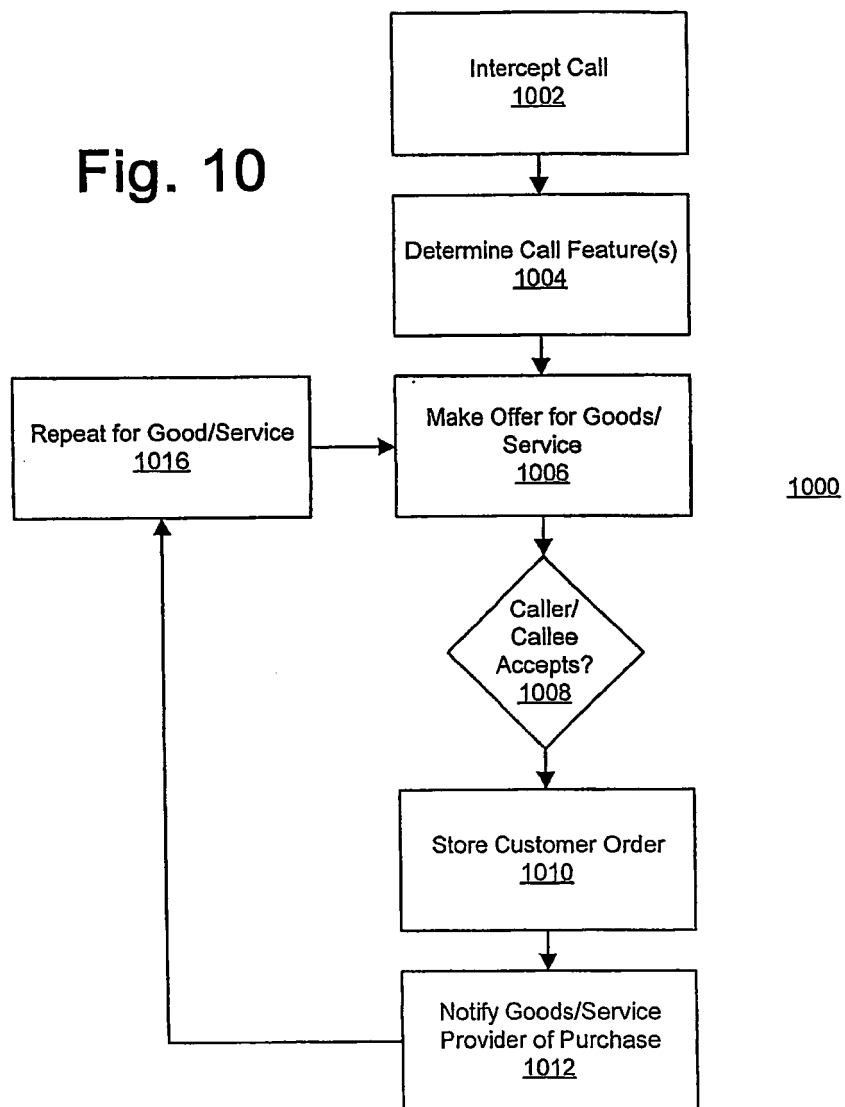 Intercept Call
1002
Fig. 10
Determine Call Feature(s)
1004
Repeat for Good/Service
1016
Make Offer for Goods/
Service
1006
1000
Caller/
Callee
Accepts?
1008
Store Customer Order
1010
Notify Goods/Service
Provider of Purchase
1012